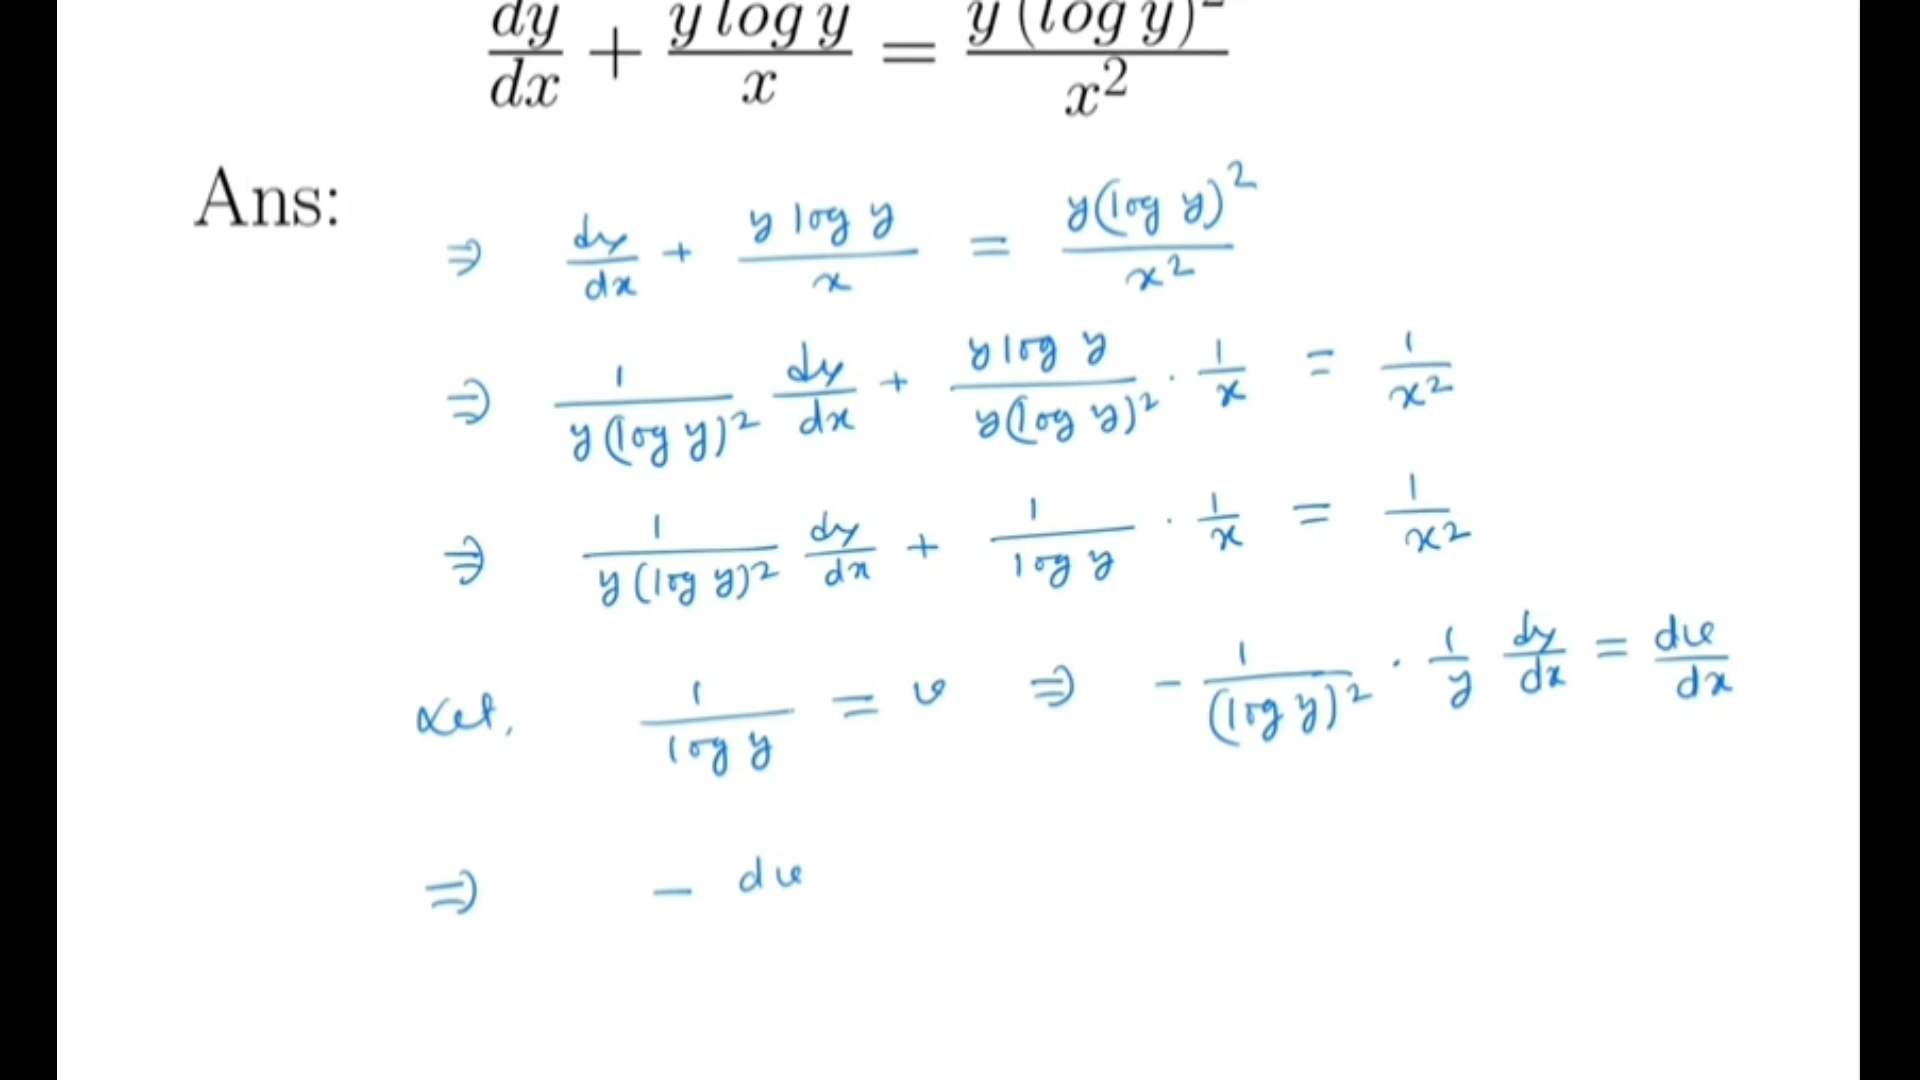 dy/dx + y log y/x = y (log y)²/x²
Ans:
⇒ dy/dx + y log y/x = y(log y)²/x²
⇒ 1/y(log y)² dy/dx + y log y/y(log y)² · 1/x = 1/x²
⇒ 1/y(log y)² dy/dx + 1/log y · 1/x = 1/x²
Let, 1/log y = v ⇒ - 1/(log y)² · 1/y dy/dx = dv/dx
⇒ - dv